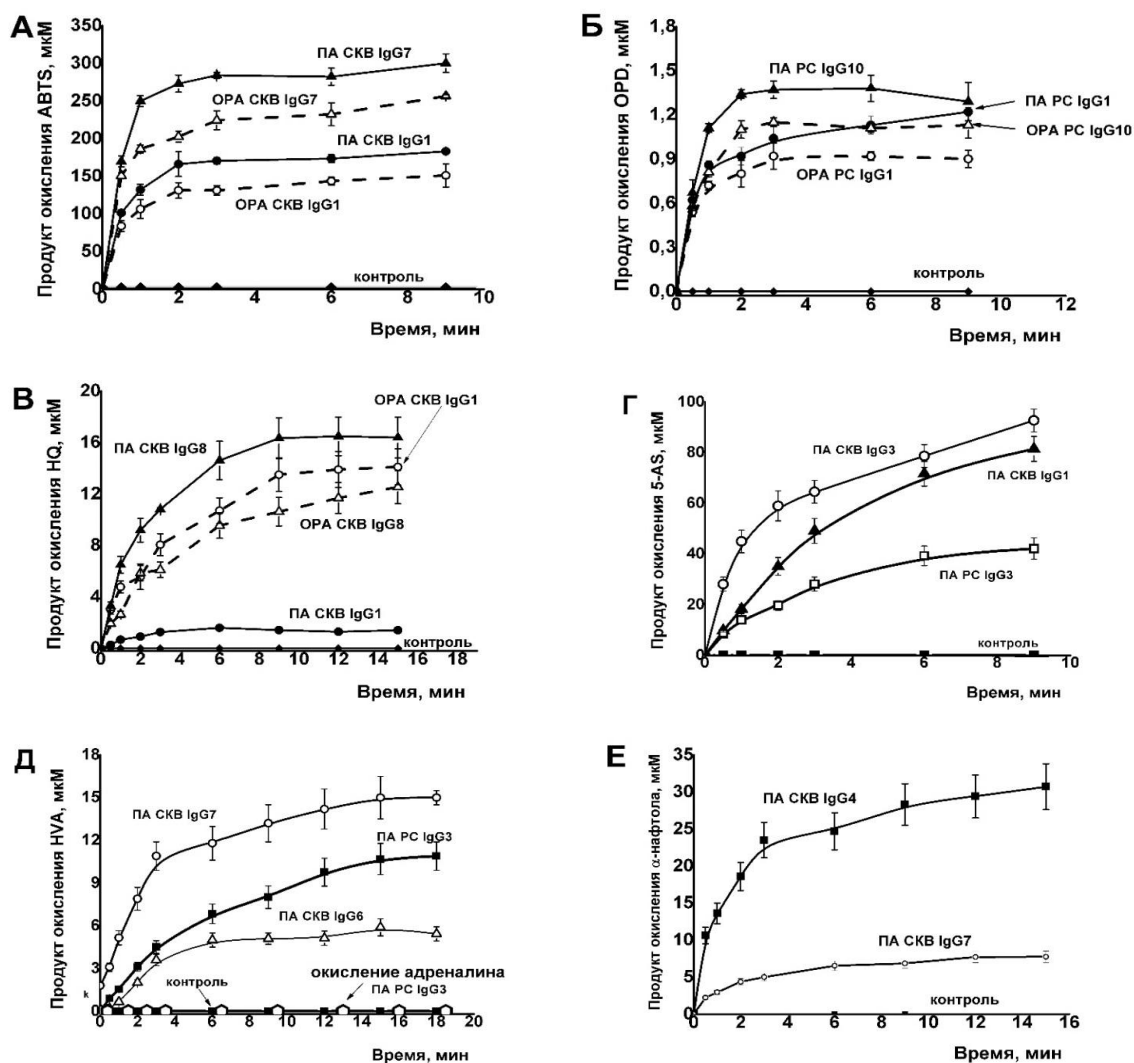 А
Продукт окисления ABTS, мкМ
350
300
250
200
150
100
50
0
ПА СКВ IgG7
ОРА СКВ IgG7
ПА СКВ IgG1
ОРА СКВ IgG1
контроль
0 2 4 6 8 10
Время, мин
Б
Продукт окисления OPD, мкМ
1,8
1,5
1,2
0,9
0,6
0,3
0,0
ПА РС IgG10
ПА РС IgG1
ОРА РС IgG10
ОРА РС IgG1
контроль
0 2 4 6 8 10 12
Время, мин
В
Продукт окисления HQ, мкМ
20
16
12
8
4
0
ОРА СКВ IgG1
ПА СКВ IgG8
ОРА СКВ IgG8
ПА СКВ IgG1
контроль
0 2 4 6 8 10 12 14 16 18
Время, мин
Г
Продукт окисления 5-AS, мкМ
100
80
60
40
20
0
ПА СКВ IgG3
ПА СКВ IgG1
ПА РС IgG3
контроль
0 2 4 6 8 10
Время, мин
Д
Продукт окисления HVA, мкМ
18
15
12
9
6
3
к
0
ПА СКВ IgG7
ПА РС IgG3
ПА СКВ IgG6
окисление адреналина
контроль
ПА РС IgG3
0 2 4 6 8 10 12 14 16 18 20
Время, мин
Е
Продукт окисления α-нафтола, мкМ
35
30
25
20
15
10
5
0
ПА СКВ IgG4
ПА СКВ IgG7
контроль
0 2 4 6 8 10 12 14 16
Время, мин